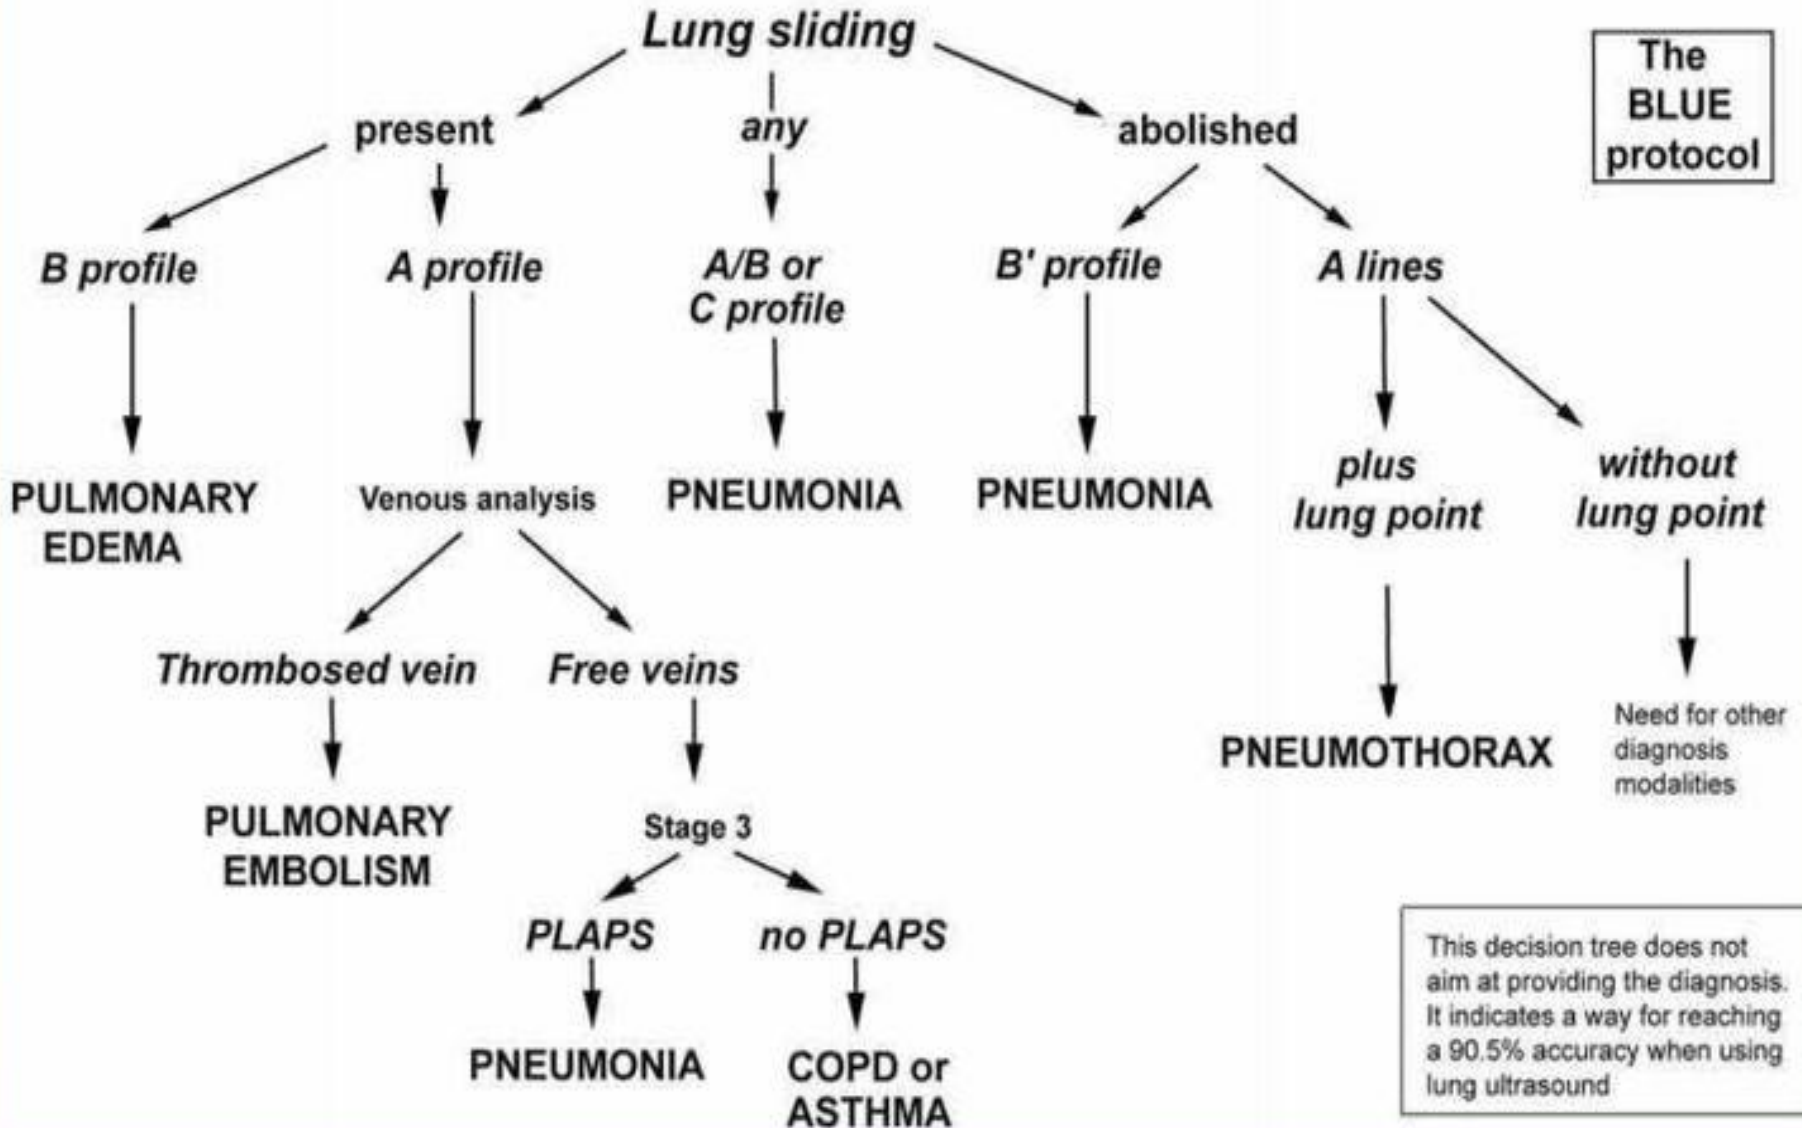 Lung sliding
The
BLUE
protocol
present
any
abolished
B profile
A profile
A/B or
C profile
B' profile
A lines
PULMONARY
EDEMA
Venous analysis
PNEUMONIA
PNEUMONIA
plus
lung point
without
lung point
Thrombosed vein
Free veins
PNEUMOTHORAX
Need for other
diagnosis
modalities
PULMONARY
EMBOLISM
Stage 3
PLAPS
no PLAPS
PNEUMONIA
COPD or
ASTHMA
This decision tree does not
aim at providing the diagnosis.
It indicates a way for reaching
a 90.5% accuracy when using
lung ultrasound